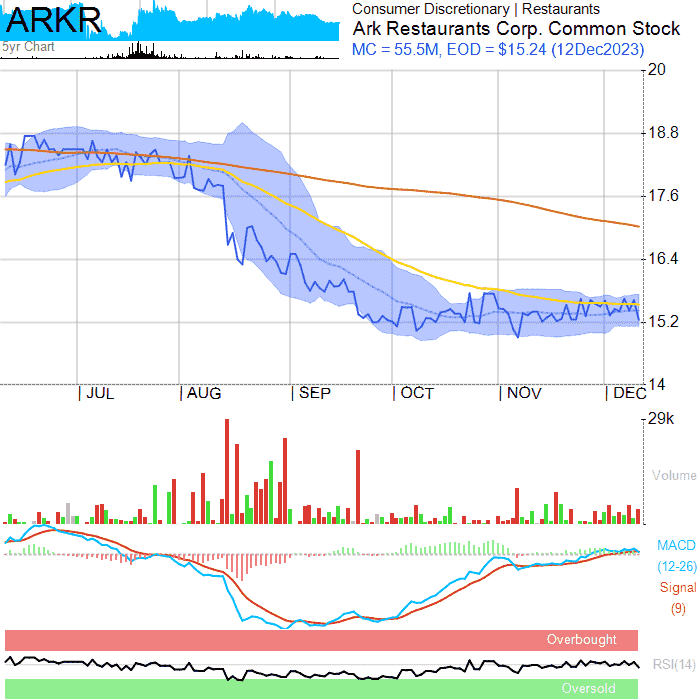 ARKR
5yr Chart
Consumer Discretionary | Restaurants
Ark Restaurants Corp. Common Stock
MC = 55.5M, EOD = $15.24 (12Dec2023)
20
18.8
17.6
16.4
15.2
14
JUL AUG SEP OCT NOV DEC
29k
Volume
MACD
(12-26)
Signal
(9)
Overbought
RSI(14)
Oversold